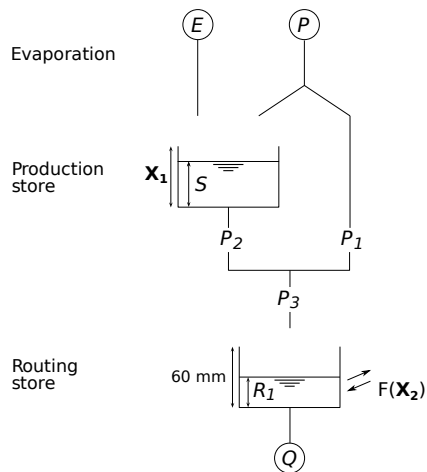 E
P
Evaporation
Production
store
X₁
S
P₂
P₁
P₃
Routing
store
60 mm
R₁
F(X₂)
Q